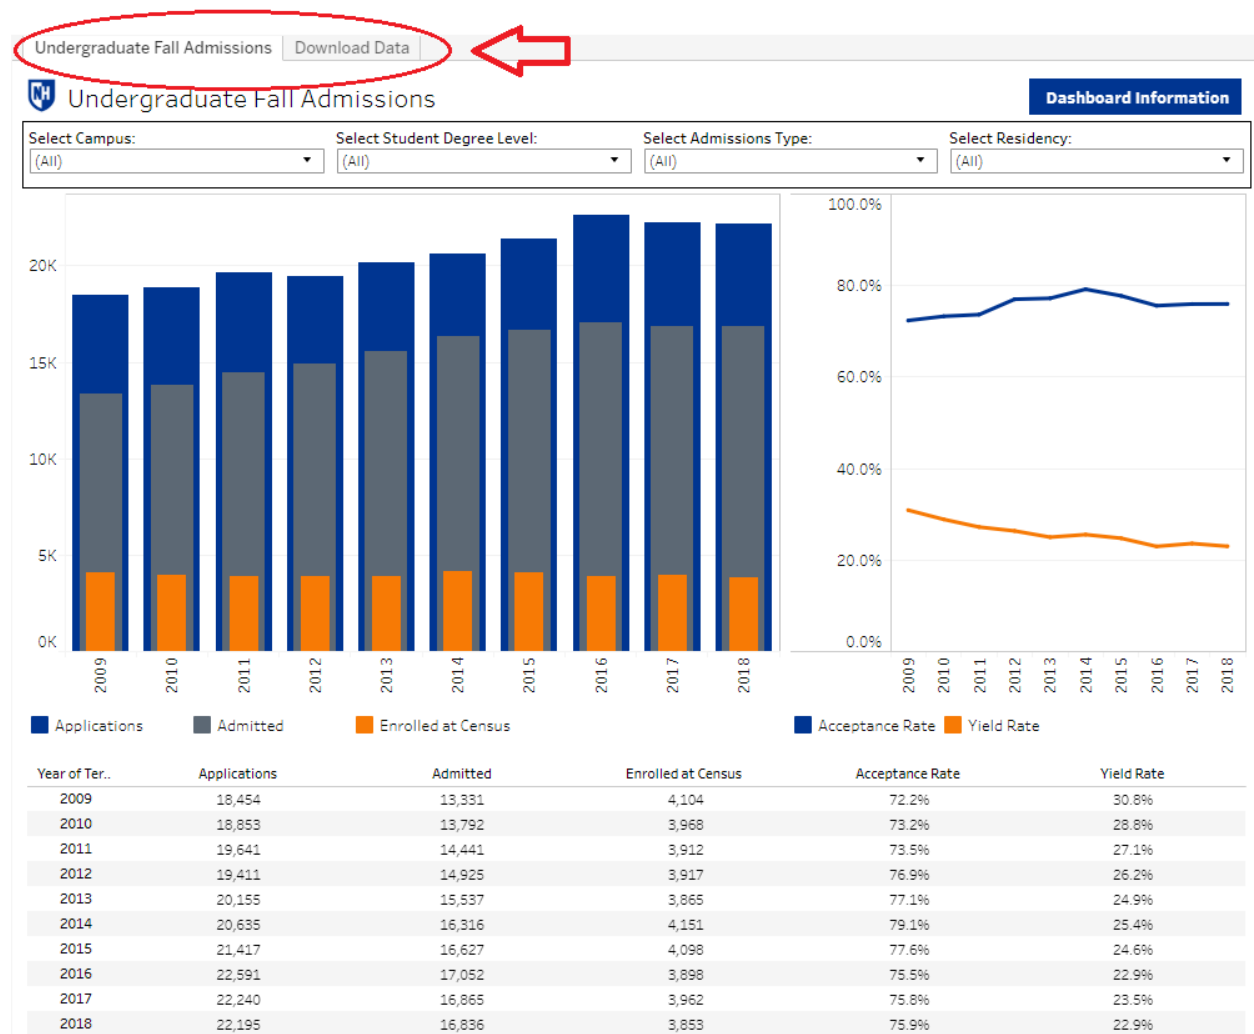 Undergraduate Fall Admissions Download Data
NH Undergraduate Fall Admissions Dashboard Information
Select Campus: Select Student Degree Level: Select Admissions Type: Select Residency:
(All) (All) (All) (All)
20K
15K
10K
5K
0K
2009 2010 2011 2012 2013 2014 2015 2016 2017 2018
Applications Admitted Enrolled at Census
100.0%
80.0%
60.0%
40.0%
20.0%
0.0%
2009 2010 2011 2012 2013 2014 2015 2016 2017 2018
Acceptance Rate Yield Rate
Year of Ter.. Applications Admitted Enrolled at Census Acceptance Rate Yield Rate
2009 18,454 13,331 4,104 72.2% 30.8%
2010 18,853 13,792 3,968 73.2% 28.8%
2011 19,641 14,441 3,912 73.5% 27.1%
2012 19,411 14,925 3,917 76.9% 26.2%
2013 20,155 15,537 3,865 77.1% 24.9%
2014 20,635 16,316 4,151 79.1% 25.4%
2015 21,417 16,627 4,098 77.6% 24.6%
2016 22,591 17,052 3,898 75.5% 22.9%
2017 22,240 16,865 3,962 75.8% 23.5%
2018 22,195 16,836 3,853 75.9% 22.9%